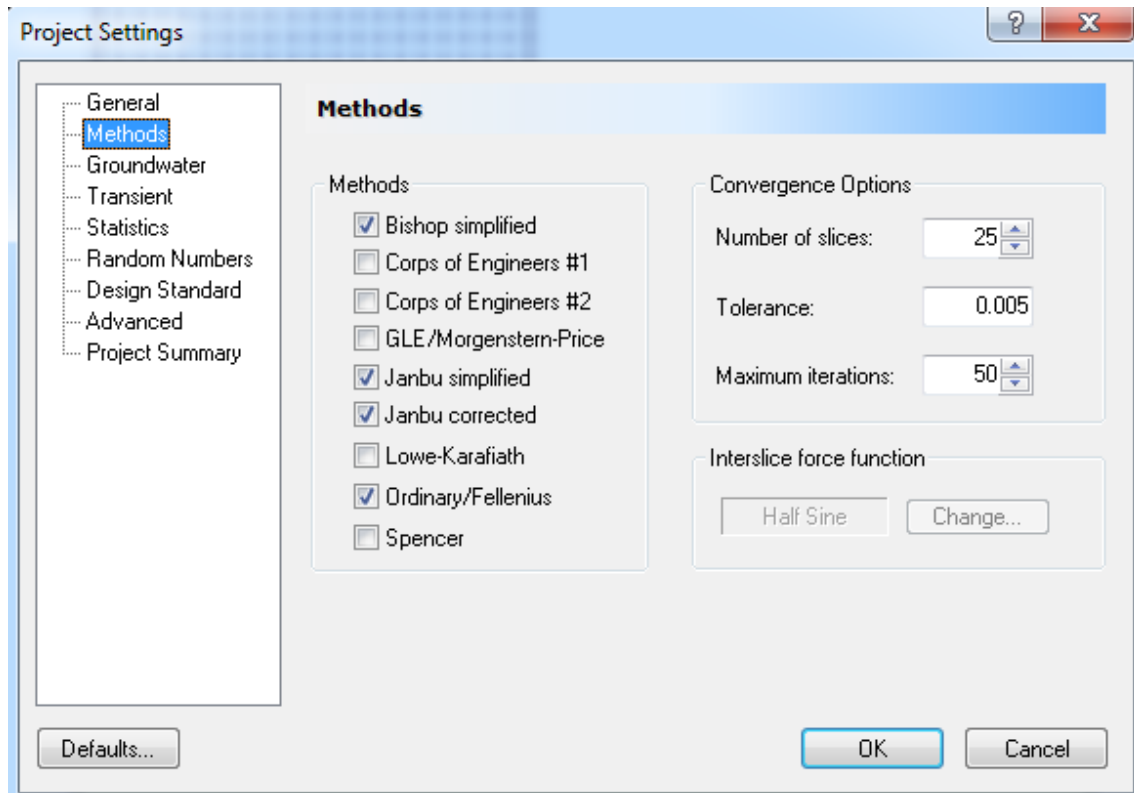 Project Settings
General
Methods
Groundwater
Transient
Statistics
Random Numbers
Design Standard
Advanced
Project Summary
Methods
Methods
Bishop simplified
Corps of Engineers #1
Corps of Engineers #2
GLE/Morgenstern-Price
Janbu simplified
Janbu corrected
Lowe-Karafiath
Ordinary/Fellenius
Spencer
Convergence Options
Number of slices: 25
Tolerance: 0.005
Maximum iterations: 50
Interslice force function
Half Sine Change...
Defaults... OK Cancel